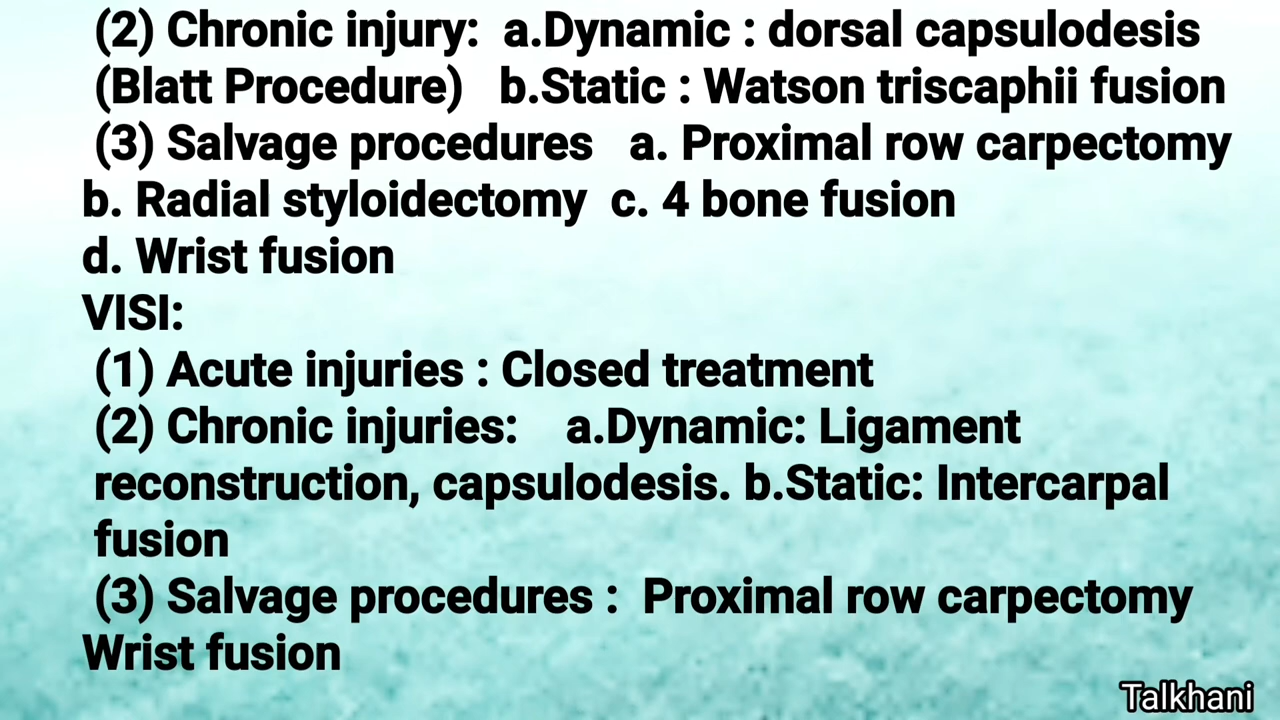 (2) Chronic injury: a.Dynamic : dorsal capsulodesis
(Blatt Procedure) b.Static : Watson triscaphii fusion
(3) Salvage procedures a. Proximal row carpectomy
b. Radial styloidectomy c. 4 bone fusion
d. Wrist fusion
VISI:
(1) Acute injuries : Closed treatment
(2) Chronic injuries: a.Dynamic: Ligament
reconstruction, capsulodesis. b.Static: Intercarpal
fusion
(3) Salvage procedures : Proximal row carpectomy
Wrist fusion
Talkhani